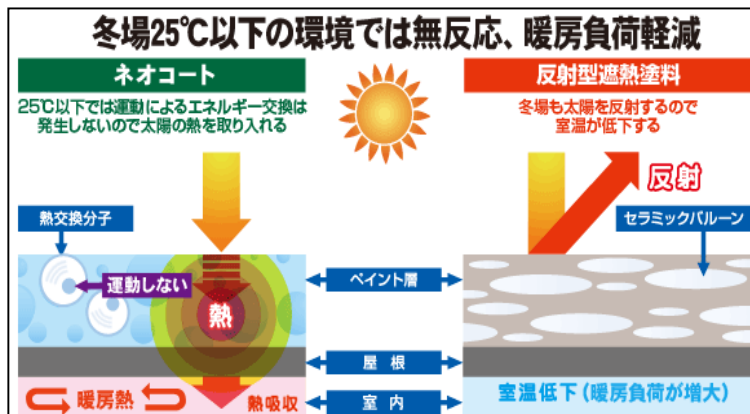 冬場25℃以下の環境では無反応、暖房負荷軽減
ネオコート
25℃以下では運動によるエネルギー交換は
発生しないので太陽の熱を取り入れる
反射型遮熱塗料
冬場も太陽を反射するので
室温が低下する
反射
熱交換分子
セラミックバルーン
運動しない
熱
ペイント層
屋根
暖房熱
熱吸収
室内
室温低下(暖房負荷が増大)